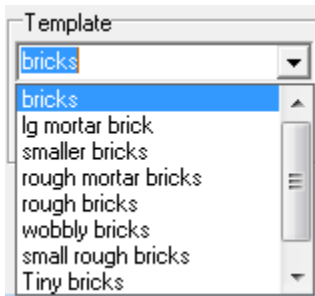 Template
bricks
bricks
lg mortar brick
smaller bricks
rough mortar bricks
rough bricks
wobbly bricks
small rough bricks
Tiny bricks